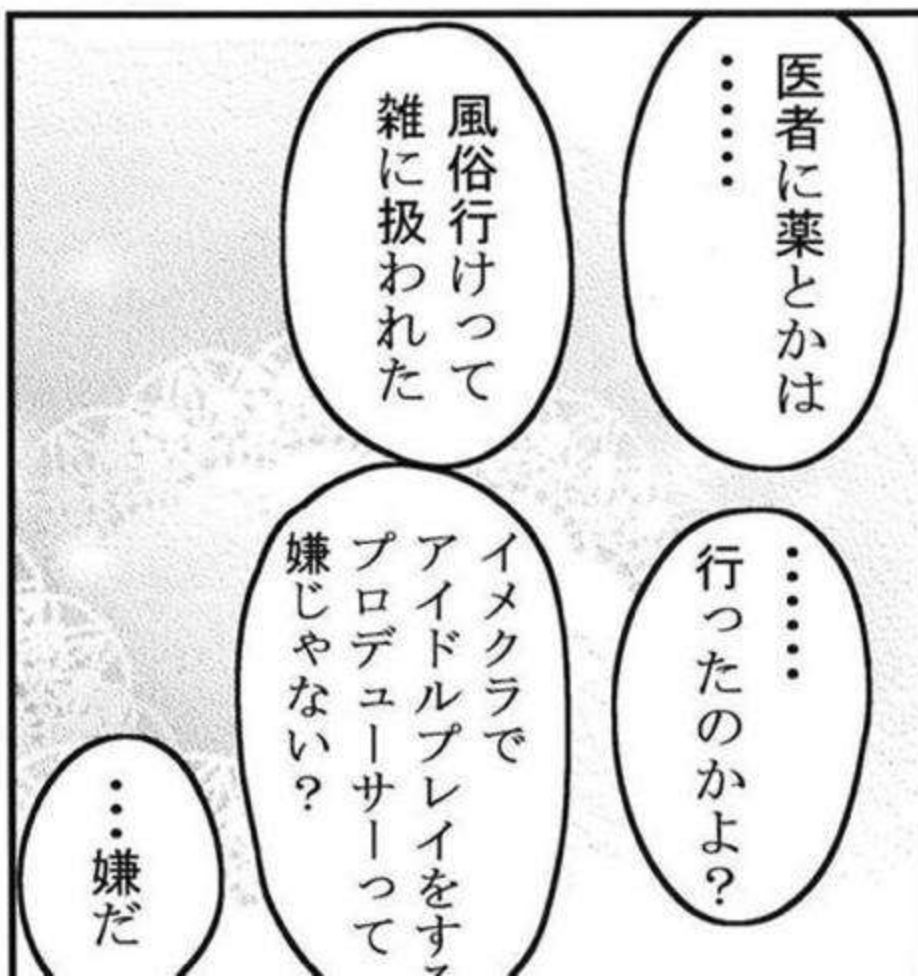 医者に薬とかは
……
風俗行けって
雑に扱われた
……
行ったのかよ？
イメクラで
アイドルプレイをする
プロデューサーって
嫌じゃない？
…嫌だ